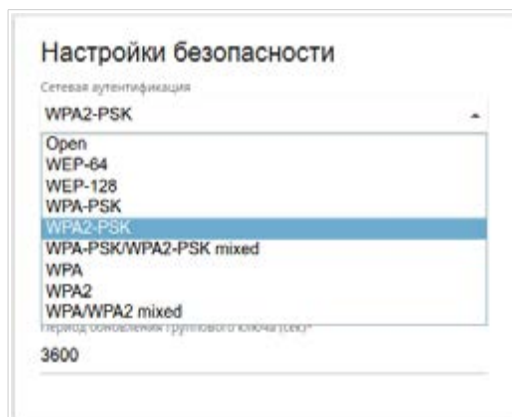 Настройки безопасности
Сетевая аутентификация
WPA2-PSK
Open
WEP-64
WEP-128
WPA-PSK
WPA2-PSK
WPA-PSK/WPA2-PSK mixed
WPA
WPA2
WPA/WPA2 mixed
Период обновления группового ключа (сек)*
3600